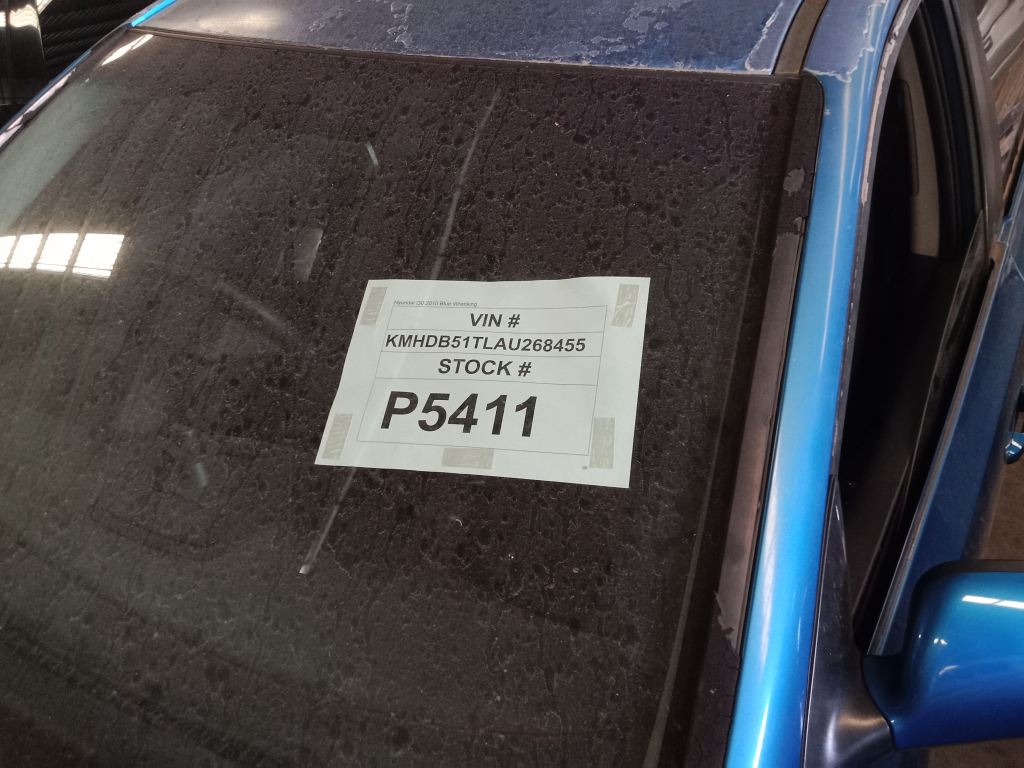 Hyundai i30 2010 Blue Wrecking
VIN #
KMHDB51TLAU268455
STOCK #
P5411